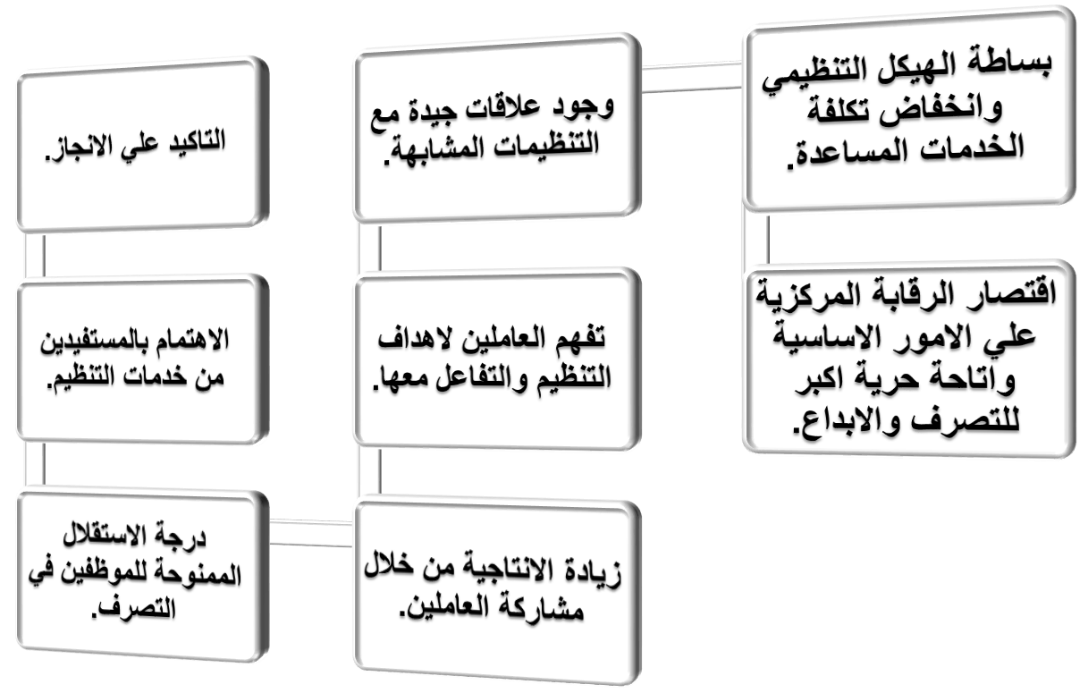 التاكيد علي الانجاز.
الاهتمام بالمستفيدين
من خدمات التنظيم.
درجة الاستقلال
الممنوحة للموظفين في
التصرف.
زيادة الانتاجية من خلال
مشاركة العاملين.
تفهم العاملين لاهداف
التنظيم والتفاعل معها.
وجود علاقات جيدة مع
التنظيمات المشابهة.
بساطة الهيكل التنظيمي
وانخفاض تكلفة
الخدمات المساعدة.
اقتصار الرقابة المركزية
علي الامور الاساسية
واتاحة حرية اكبر
للتصرف والابداع.